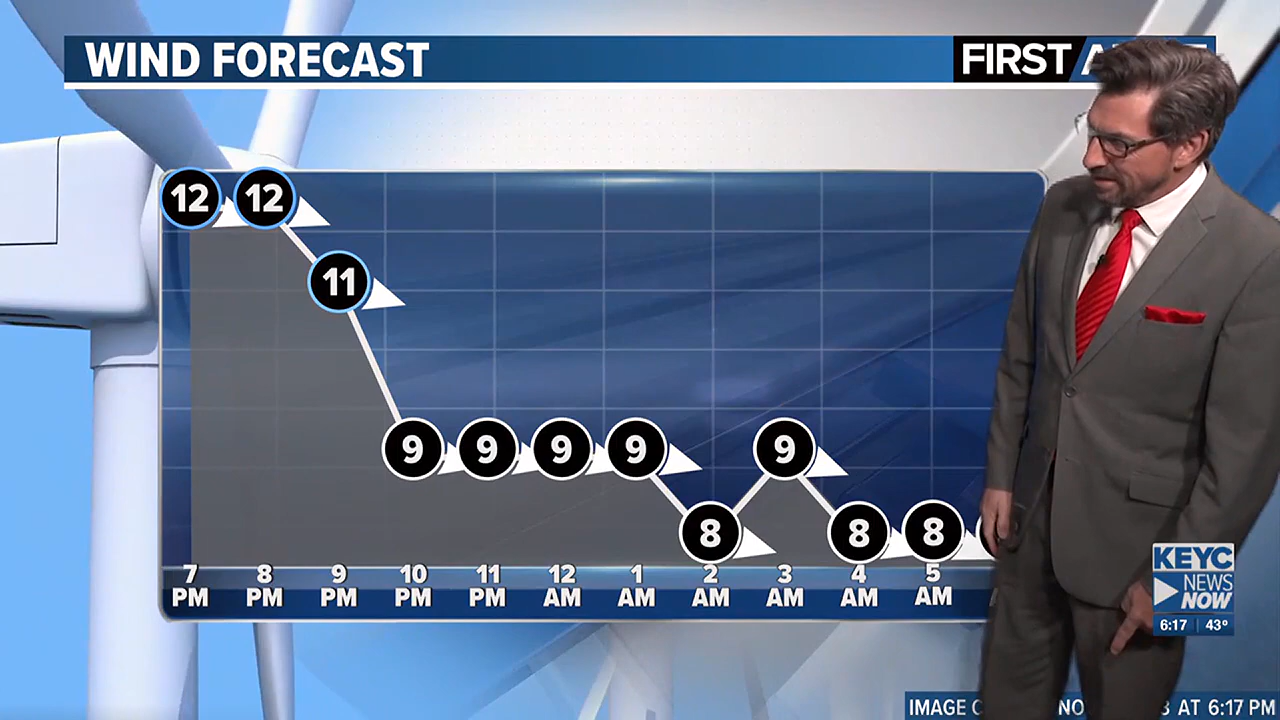 WIND FORECAST
FIRST
12 12
11
9 9 9 9 9
8 8 8
7 PM 8 PM 9 PM 10 PM 11 PM 12 AM 1 AM 2 AM 3 AM 4 AM 5 AM
KEYC
NEWS
NOW
6:17 43°
IMAGE AT 6:17 PM